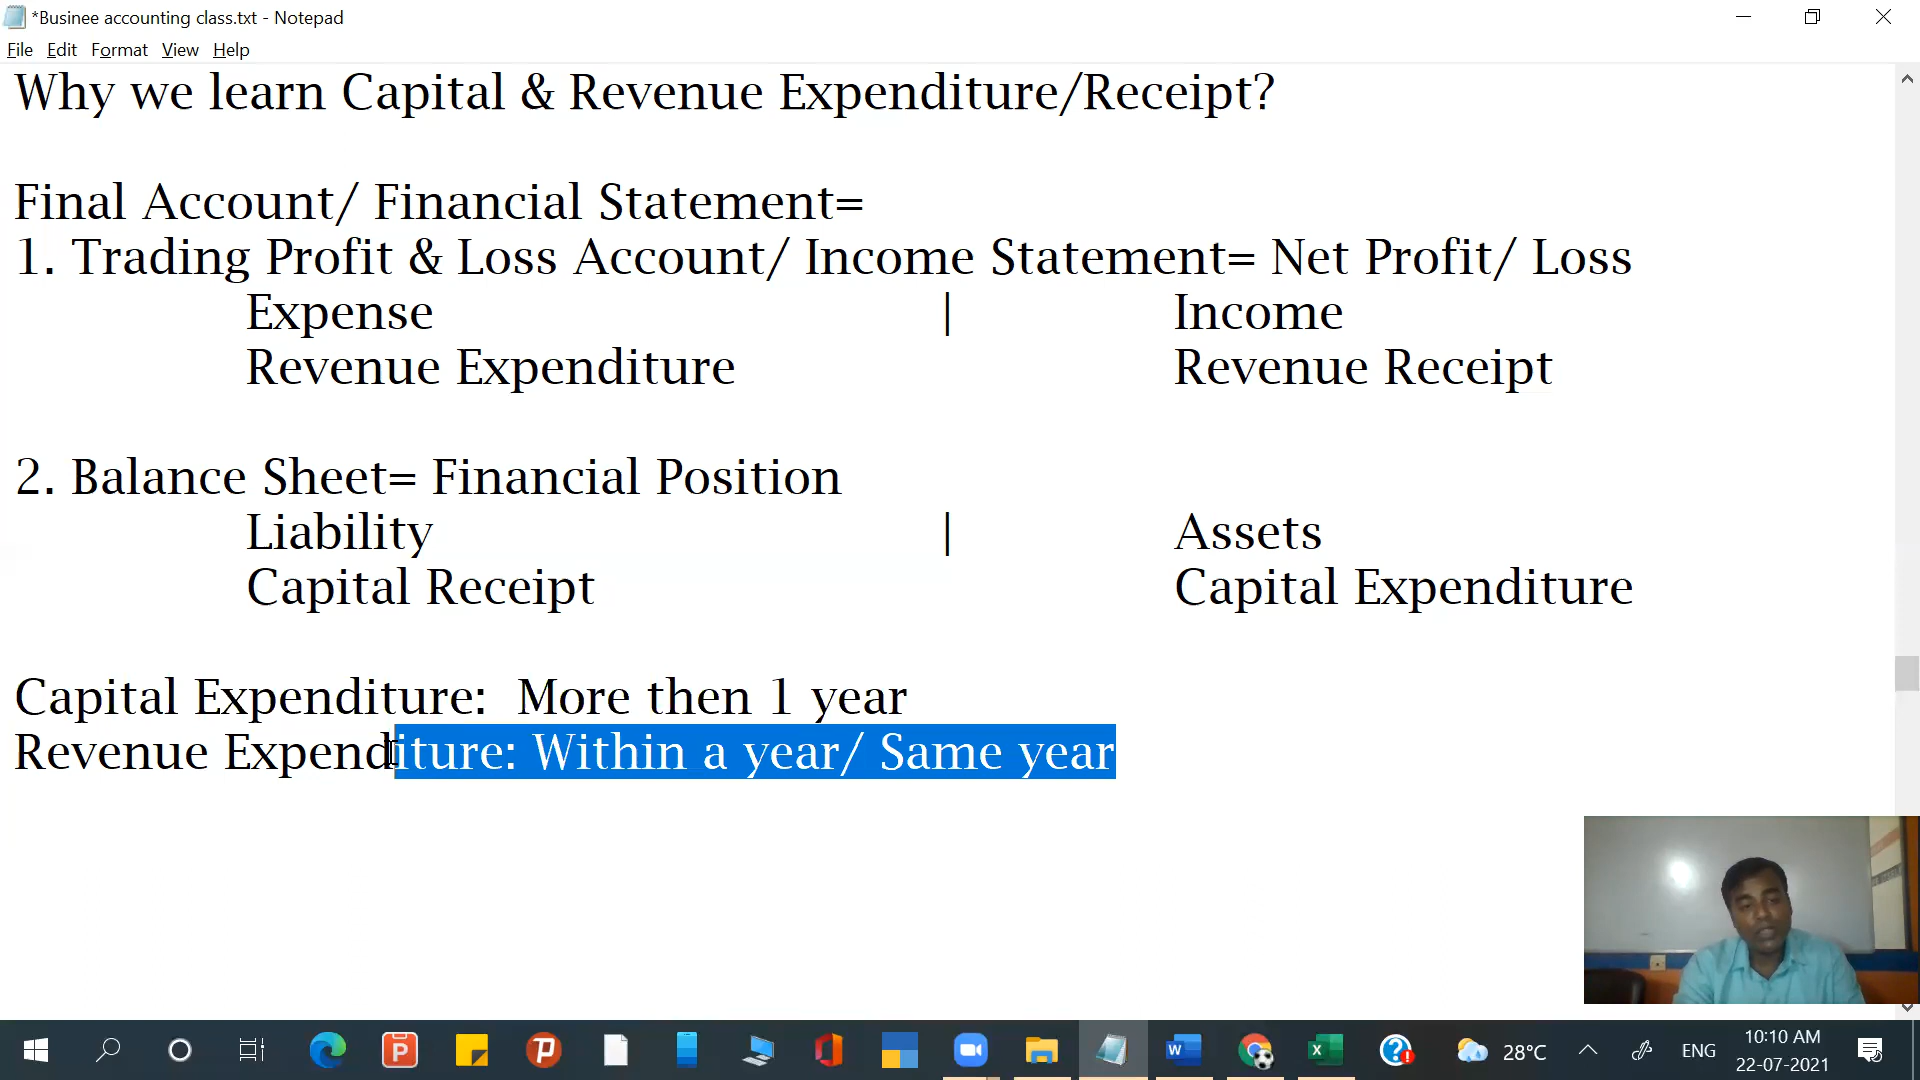 *Businee accounting class.txt - Notepad
File Edit Format View Help
Why we learn Capital & Revenue Expenditure/Receipt?
Final Account/ Financial Statement=
1. Trading Profit & Loss Account/ Income Statement= Net Profit/ Loss
Expense | Income
Revenue Expenditure Revenue Receipt
2. Balance Sheet= Financial Position
Liability | Assets
Capital Receipt Capital Expenditure
Capital Expenditure: More then 1 year
Revenue Expenditure: Within a year/ Same year
28°C ENG 10:10 AM
22-07-2021